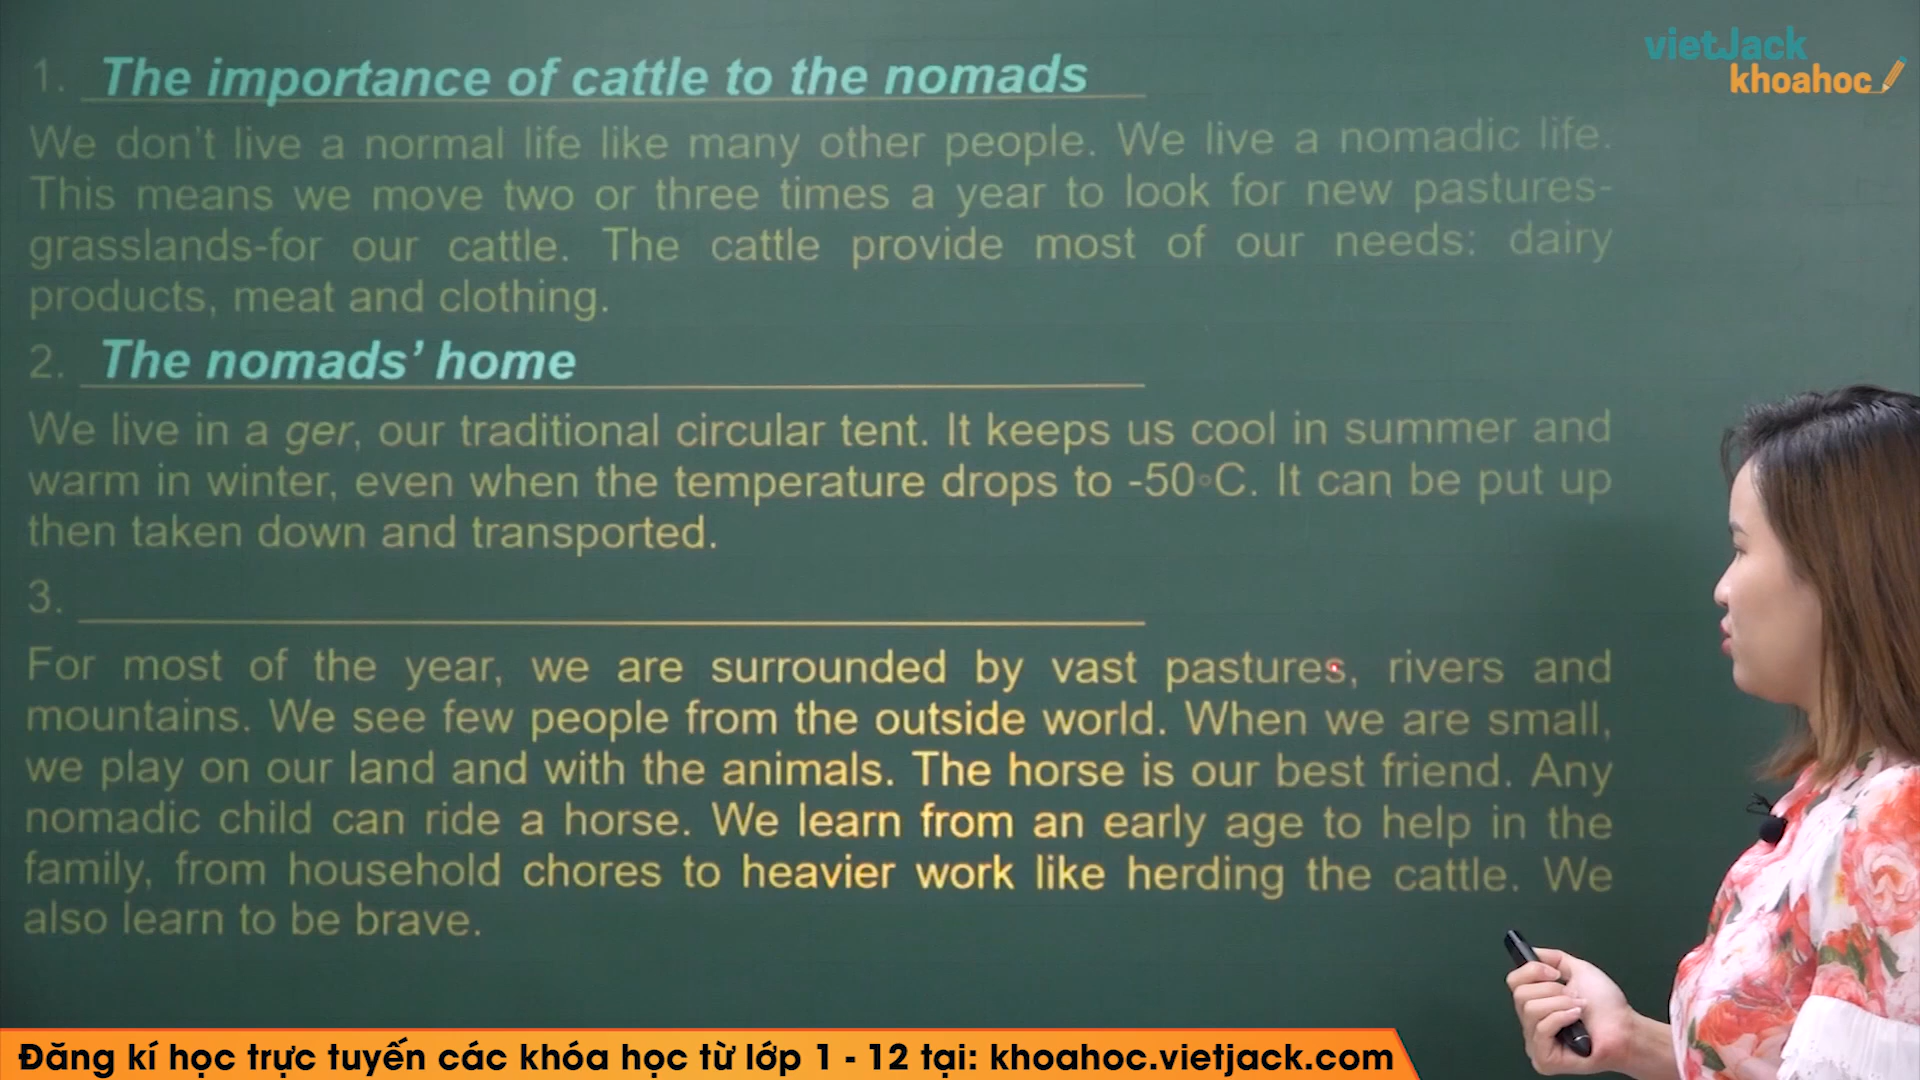 vietJack
khoahoc
1. The importance of cattle to the nomads
We don't live a normal life like many other people. We live a nomadic life.
This means we move two or three times a year to look for new pastures-
grasslands-for our cattle. The cattle provide most of our needs: dairy
products, meat and clothing.
2. The nomads' home
We live in a ger, our traditional circular tent. It keeps us cool in summer and
warm in winter, even when the temperature drops to -50◦C. It can be put up
then taken down and transported.
3.
For most of the year, we are surrounded by vast pastures, rivers and
mountains. We see few people from the outside world. When we are small,
we play on our land and with the animals. The horse is our best friend. Any
nomadic child can ride a horse. We learn from an early age to help in the
family, from household chores to heavier work like herding the cattle. We
also learn to be brave.
Đăng kí học trực tuyến các khóa học từ lớp 1 - 12 tại: khoahoc.vietjack.com